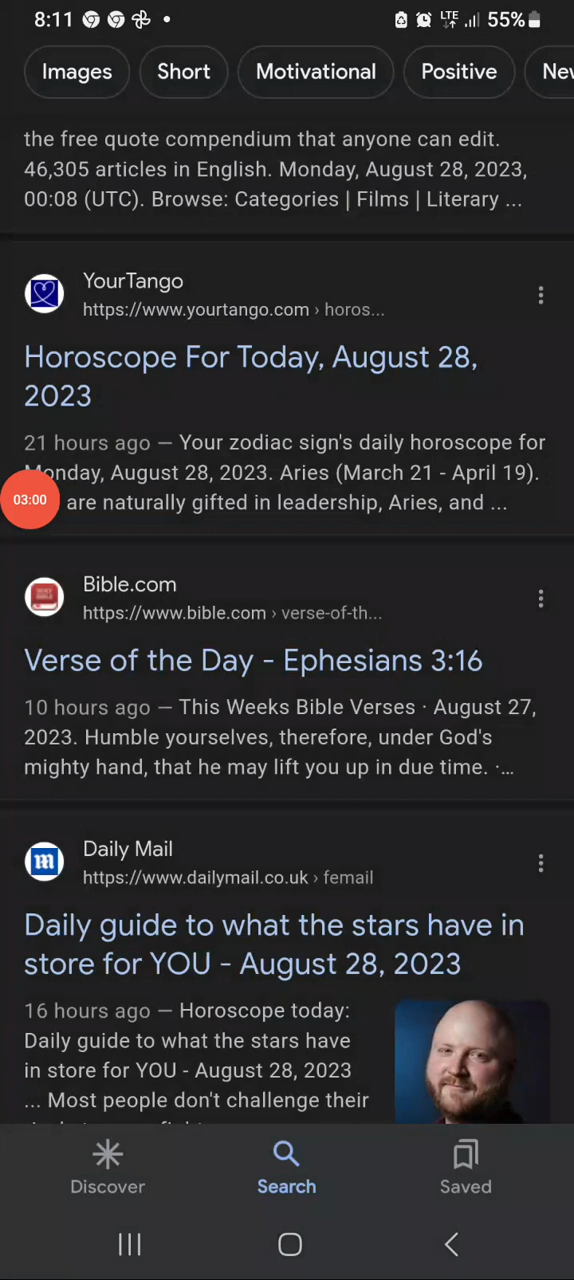 8:11
LTE
55%
Images
Short
Motivational
Positive
New
the free quote compendium that anyone can edit.
46,305 articles in English. Monday, August 28, 2023,
00:08 (UTC). Browse: Categories | Films | Literary ...
YourTango
https://www.yourtango.com › horos...
Horoscope For Today, August 28,
2023
21 hours ago — Your zodiac sign's daily horoscope for
Monday, August 28, 2023. Aries (March 21 - April 19).
03:00
are naturally gifted in leadership, Aries, and ...
Bible.com
https://www.bible.com › verse-of-th...
Verse of the Day - Ephesians 3:16
10 hours ago — This Weeks Bible Verses · August 27,
2023. Humble yourselves, therefore, under God's
mighty hand, that he may lift you up in due time. ·...
Daily Mail
https://www.dailymail.co.uk › femail
Daily guide to what the stars have in
store for YOU - August 28, 2023
16 hours ago — Horoscope today:
Daily guide to what the stars have
in store for YOU - August 28, 2023
... Most people don't challenge their
Discover
Search
Saved